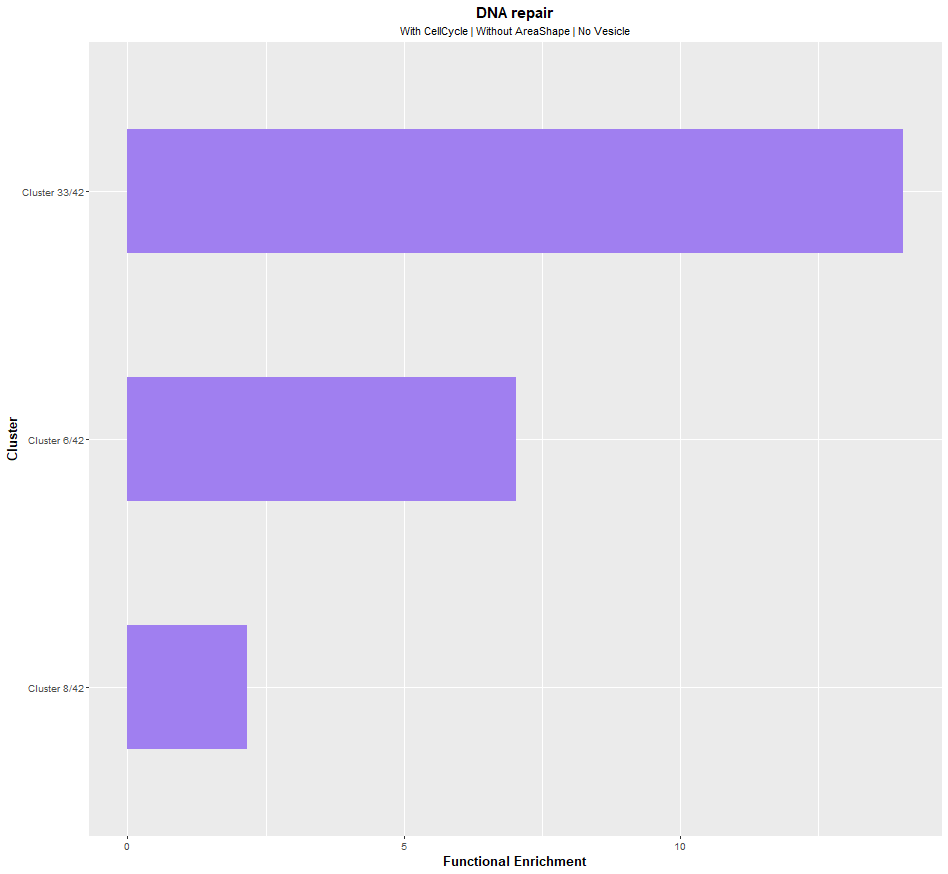 DNA repair
With CellCycle | Without AreaShape | No Vesicle
Cluster
Cluster 33/42
Cluster 6/42
Cluster 8/42
0
5
10
Functional Enrichment